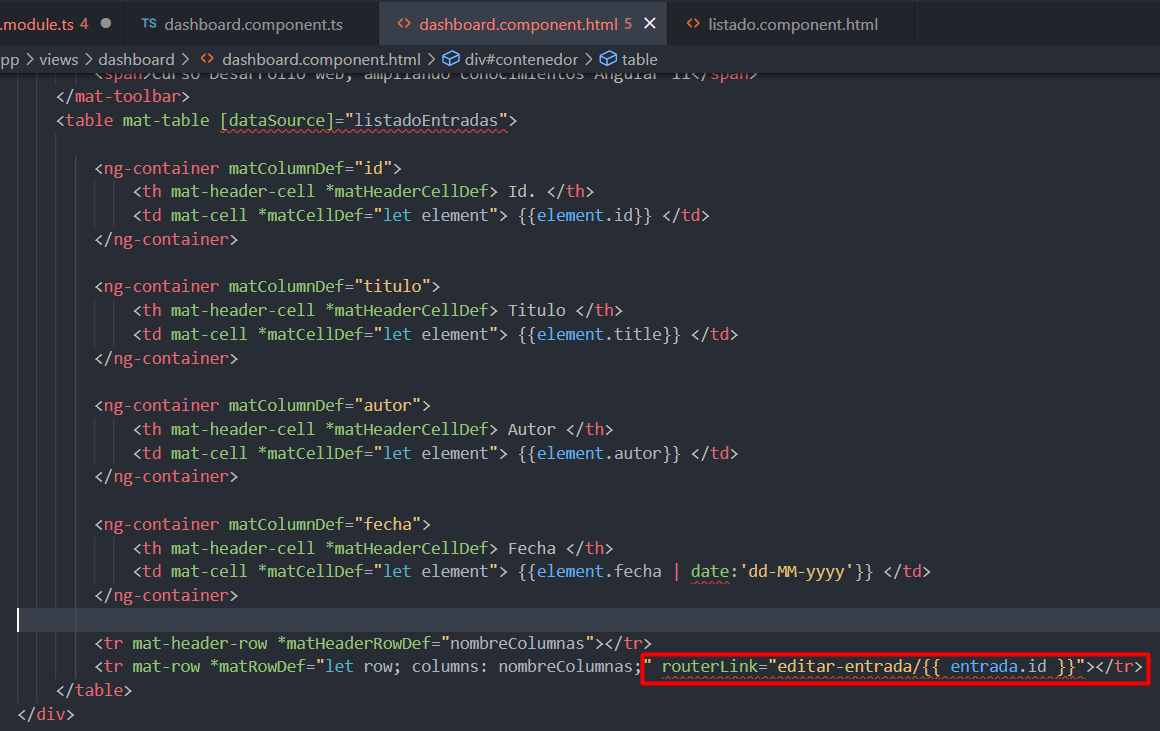 .module.ts 4 ●
TS dashboard.component.ts
<> dashboard.component.html 5 ×
<> listado.component.html
pp > views > dashboard > <> dashboard.component.html > div#contenedor > table
<span>Curso Desarrollo Web, ampliando conocimientos Angular 11</span>
</mat-toolbar>
<table mat-table [dataSource]="listadoEntradas">
<ng-container matColumnDef="id">
<th mat-header-cell *matHeaderCellDef> Id. </th>
<td mat-cell *matCellDef="let element"> {{element.id}} </td>
</ng-container>
<ng-container matColumnDef="titulo">
<th mat-header-cell *matHeaderCellDef> Titulo </th>
<td mat-cell *matCellDef="let element"> {{element.title}} </td>
</ng-container>
<ng-container matColumnDef="autor">
<th mat-header-cell *matHeaderCellDef> Autor </th>
<td mat-cell *matCellDef="let element"> {{element.autor}} </td>
</ng-container>
<ng-container matColumnDef="fecha">
<th mat-header-cell *matHeaderCellDef> Fecha </th>
<td mat-cell *matCellDef="let element"> {{element.fecha | date:'dd-MM-yyyy'}} </td>
</ng-container>
<tr mat-header-row *matHeaderRowDef="nombreColumnas"></tr>
<tr mat-row *matRowDef="let row; columns: nombreColumnas;" routerLink="editar-entrada/{{ entrada.id }}"></tr>
</table>
</div>